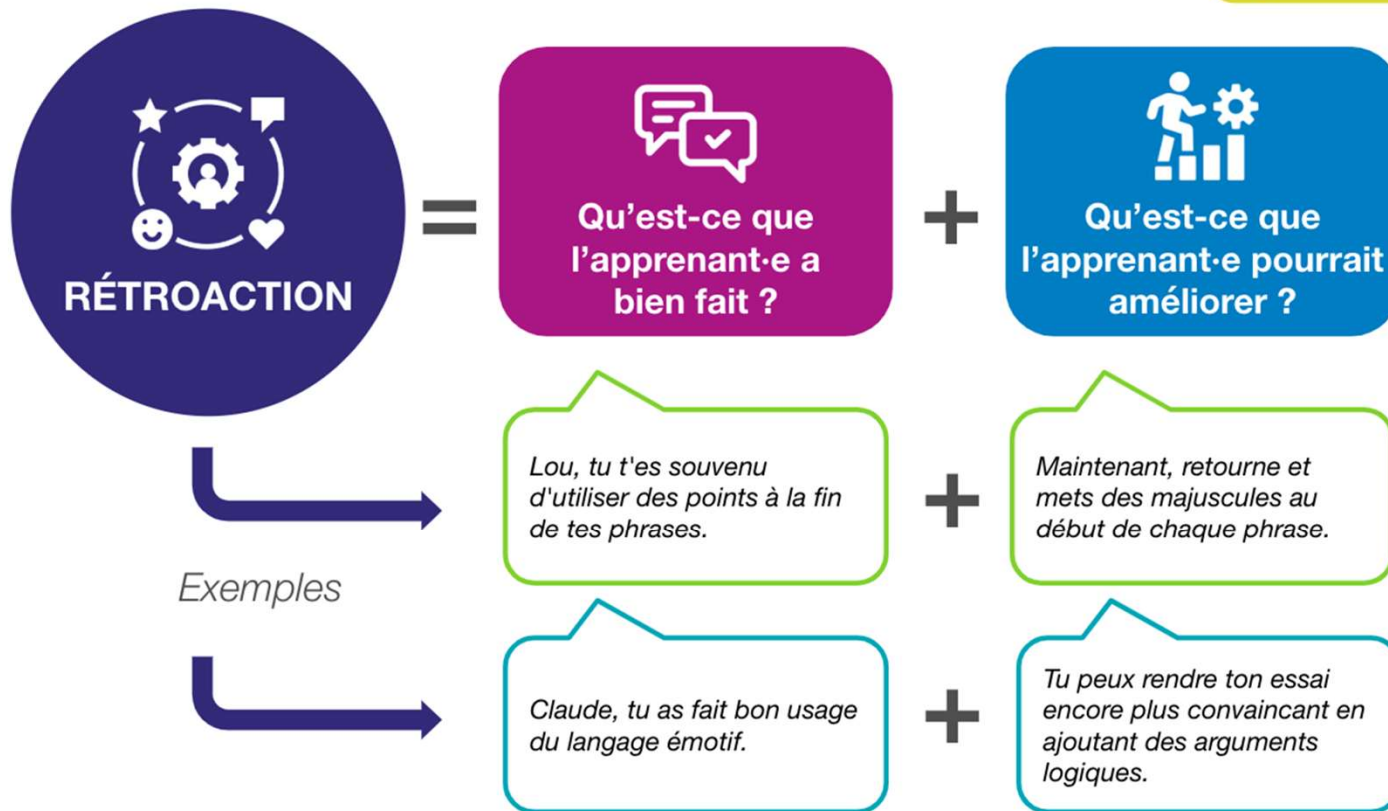 RÉTROACTION
=
Qu'est-ce que
l'apprenant·e a
bien fait ?
+
Qu'est-ce que
l'apprenant·e pourrait
améliorer ?
Exemples
Lou, tu t'es souvenu
d'utiliser des points à la fin
de tes phrases.
+
Maintenant, retourne et
mets des majuscules au
début de chaque phrase.
Claude, tu as fait bon usage
du langage émotif.
+
Tu peux rendre ton essai
encore plus convaincant en
ajoutant des arguments
logiques.